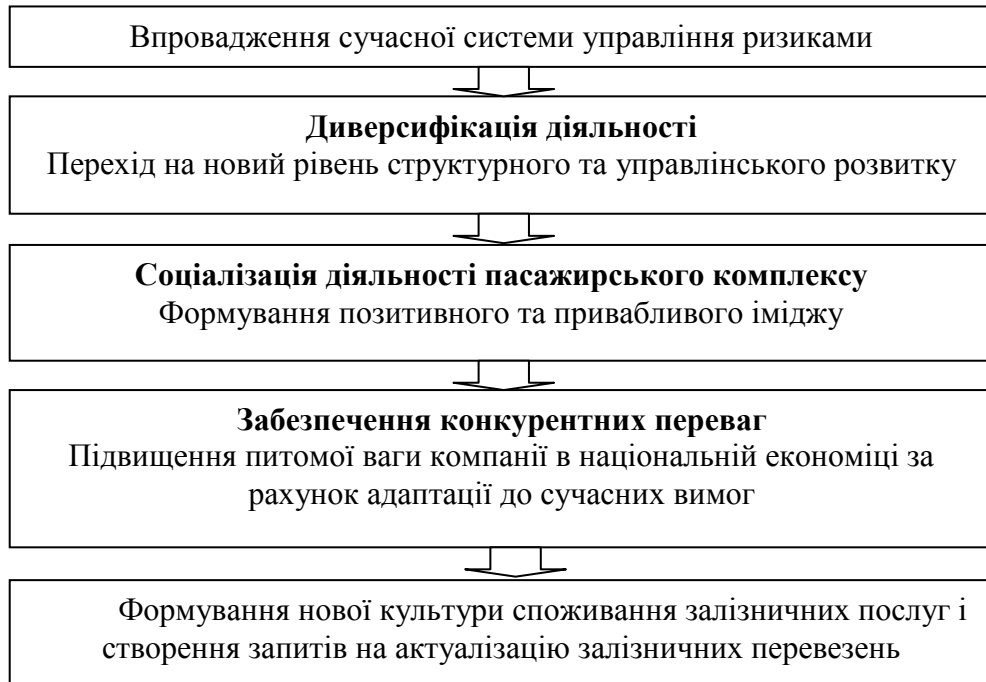 Впровадження сучасної системи управління ризиками
Диверсифікація діяльності
Перехід на новий рівень структурного та управлінського розвитку
Соціалізація діяльності пасажирського комплексу
Формування позитивного та привабливого іміджу
Забезпечення конкурентних переваг
Підвищення питомої ваги компанії в національній економіці за
рахунок адаптації до сучасних вимог
Формування нової культури споживання залізничних послуг і
створення запитів на актуалізацію залізничних перевезень